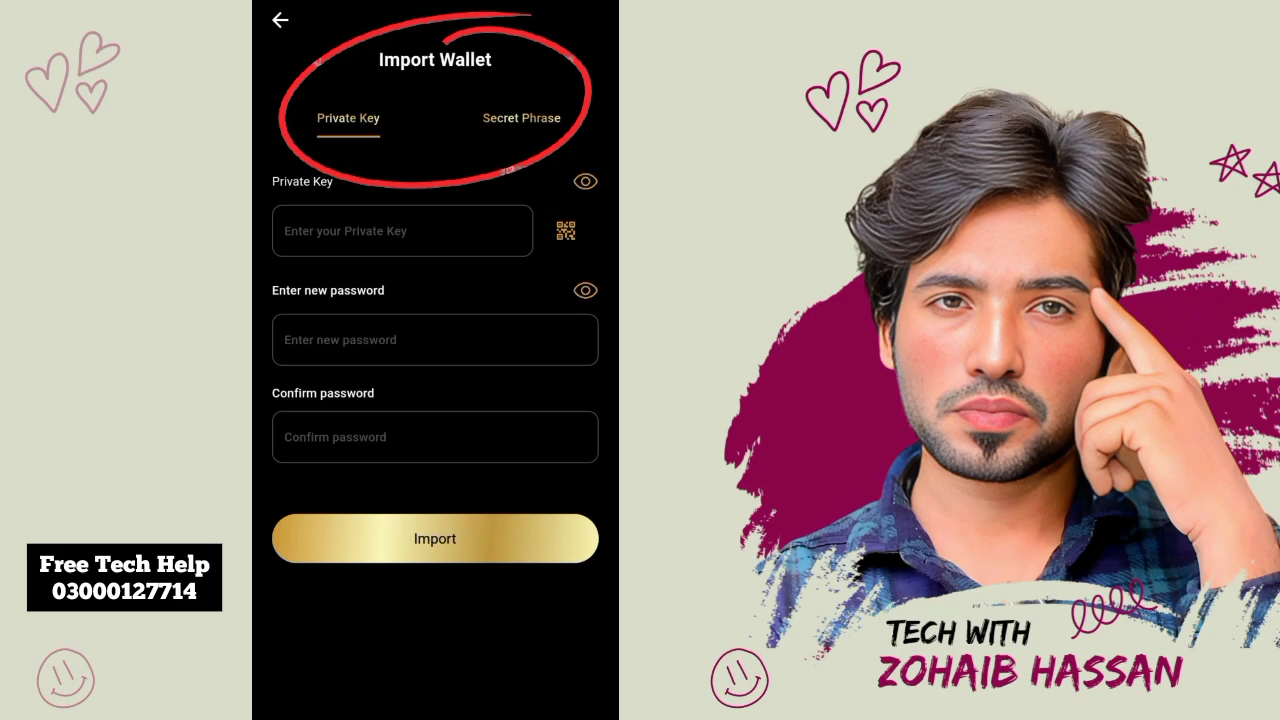 Import Wallet
Private Key
Secret Phrase
Private Key
Enter your Private Key
Enter new password
Enter new password
Confirm password
Confirm password
Import
Free Tech Help
03000127714
TECH WITH
ZOHAIB HASSAN